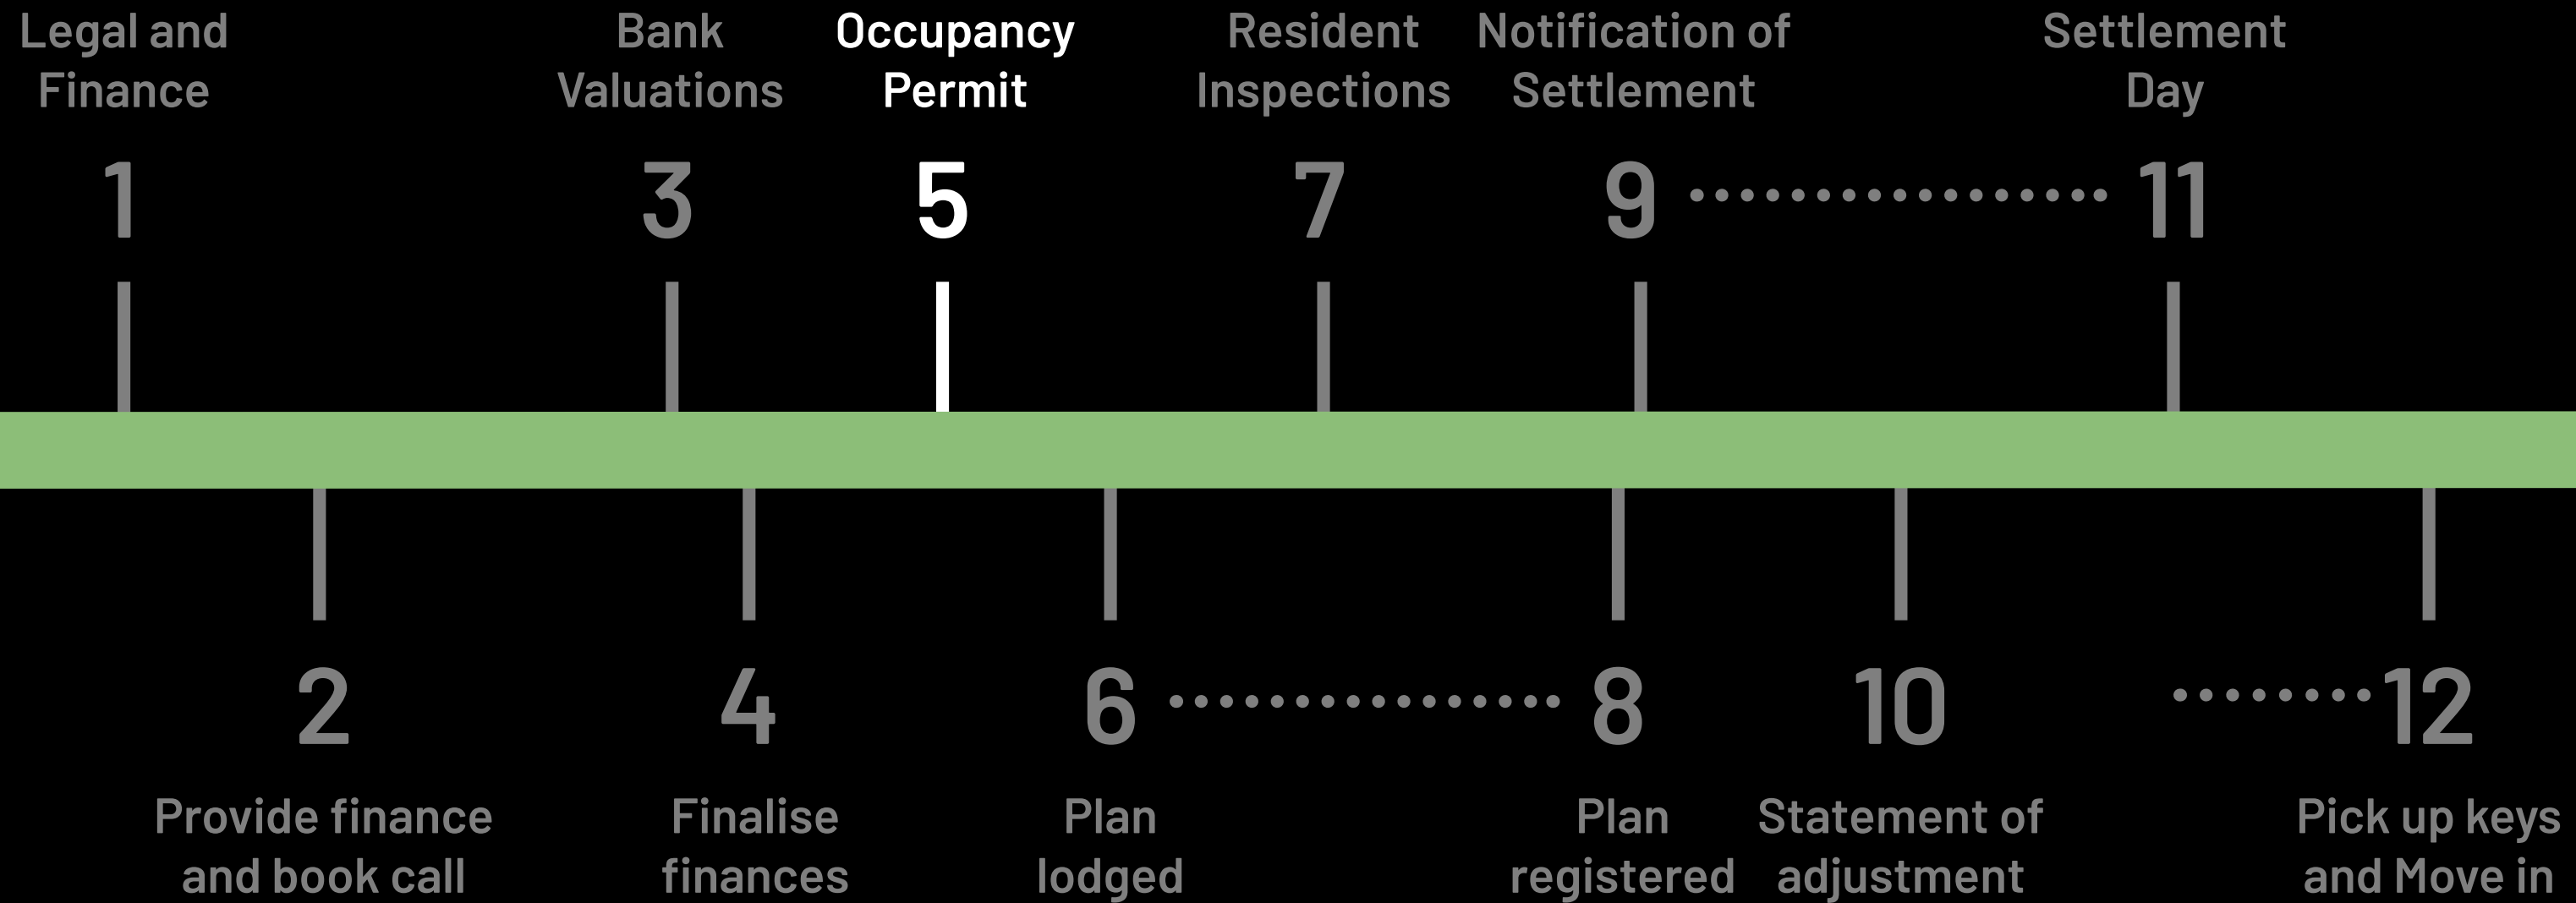 Legal and
Finance
1
Bank
Valuations
3
Occupancy
Permit
5
Resident
Inspections
7
Notification of
Settlement
9
Settlement
Day
11
2
Provide finance
and book call
4
Finalise
finances
6
Plan
lodged
8
Plan
registered
10
Statement of
adjustment
12
Pick up keys
and Move in